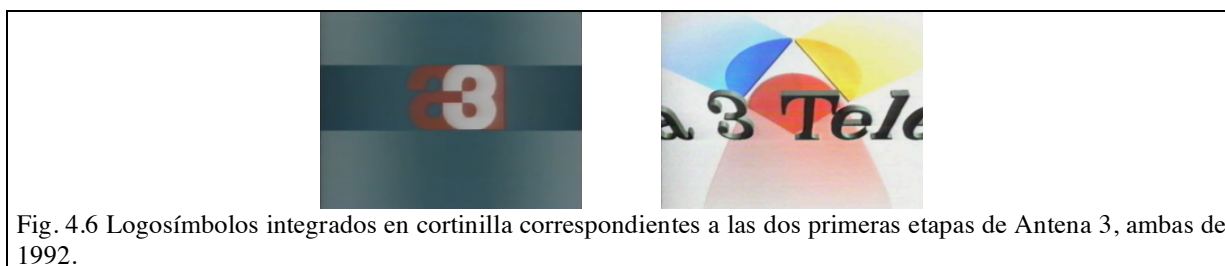 a3
a 3 Tele
Fig. 4.6 Logosímbolos integrados en cortinilla correspondientes a las dos primeras etapas de Antena 3, ambas de
1992.